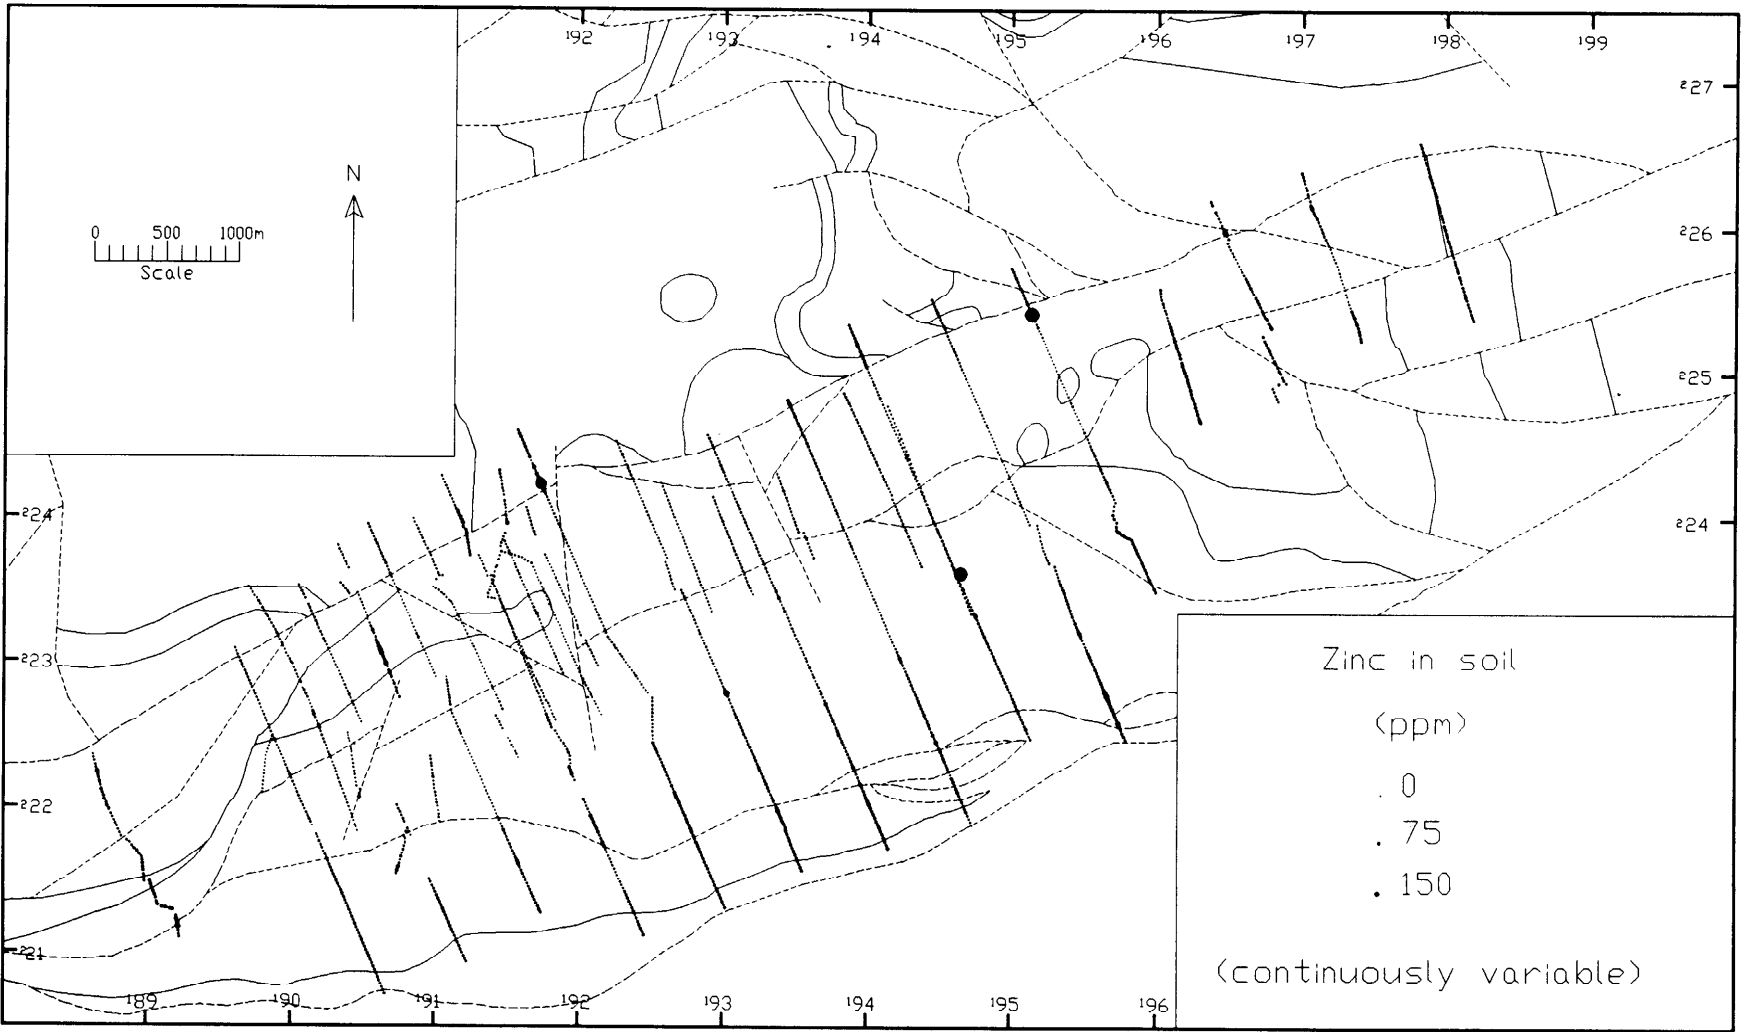 192 193 194 195 196 197 198 199
227
N
0 500 1000m
Scale
226
225
224 224
223
Zinc in soil
(ppm)
. 0
222
. 75
. 150
221
(continuously variable)
189 190 191 192 193 194 195 196